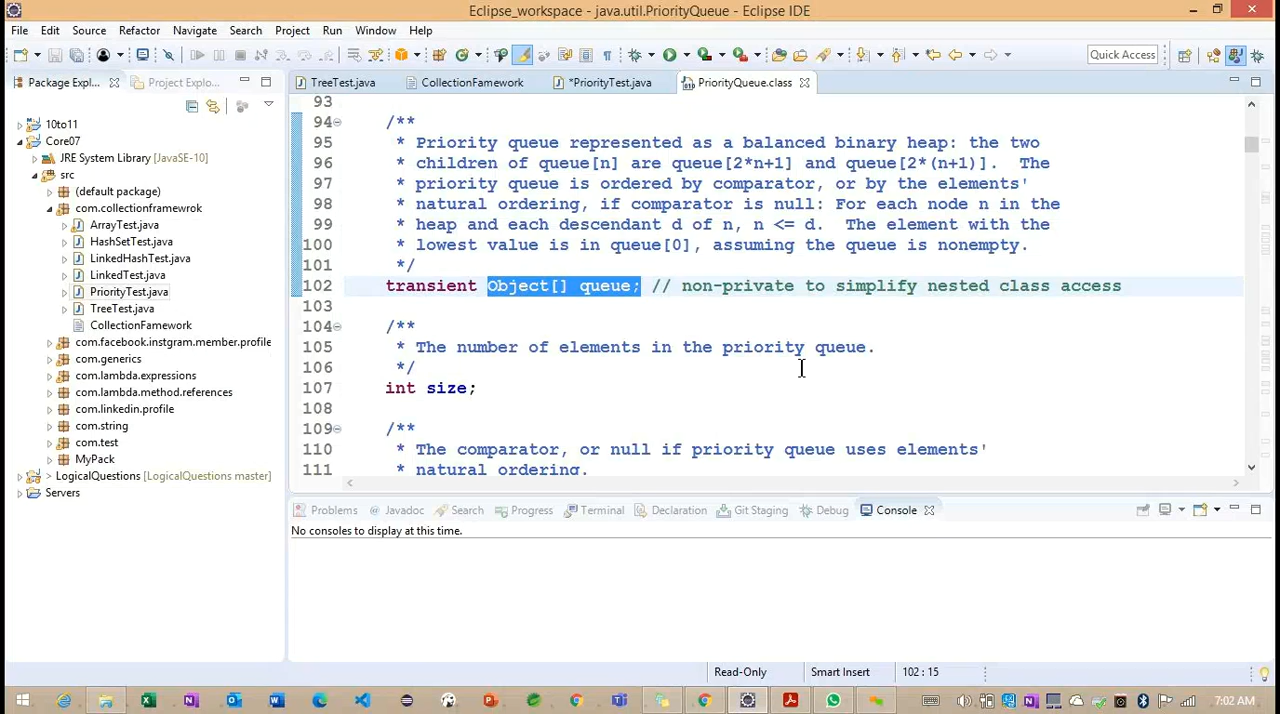 Eclipse_workspace - java.util.PriorityQueue - Eclipse IDE
File Edit Source Refactor Navigate Search Project Run Window Help
Quick Access
Package Expl...
Project Explo...
TreeTest.java
CollectionFamework
*PriorityTest.java
PriorityQueue.class
10to11
Core07
JRE System Library [JavaSE-10]
src
(default package)
com.collectionframewrok
ArrayTest.java
HashSetTest.java
LinkedHashTest.java
LinkedTest.java
PriorityTest.java
TreeTest.java
CollectionFamework
com.facebook.instgram.member.profile
com.generics
com.lambda.expressions
com.lambda.method.references
com.linkedin.profile
com.string
com.test
MyPack
> LogicalQuestions [LogicalQuestions master]
Servers
93
94 /**
95 * Priority queue represented as a balanced binary heap: the two
96 * children of queue[n] are queue[2*n+1] and queue[2*(n+1)]. The
97 * priority queue is ordered by comparator, or by the elements'
98 * natural ordering, if comparator is null: For each node n in the
99 * heap and each descendant d of n, n <= d. The element with the
100 * lowest value is in queue[0], assuming the queue is nonempty.
101 */
102 transient Object[] queue; // non-private to simplify nested class access
103
104 /**
105 * The number of elements in the priority queue.
106 */
107 int size;
108
109 /**
110 * The comparator, or null if priority queue uses elements'
111 * natural ordering.
Problems Javadoc Search Progress Terminal Declaration Git Staging Debug Console
No consoles to display at this time.
Read-Only Smart Insert 102 : 15
7:02 AM